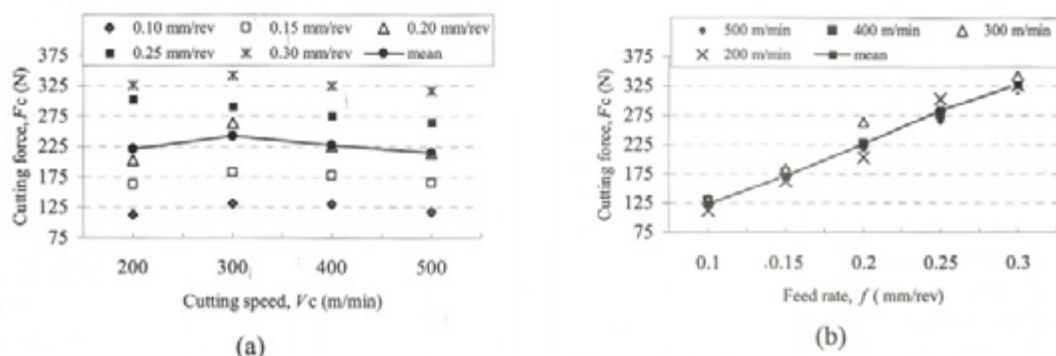 0.10 mm/rev 0.15 mm/rev 0.20 mm/rev
0.25 mm/rev 0.30 mm/rev mean
Cutting force, Fc (N)
375
325
275
225
175
125
75
200 300 400 500
Cutting speed, Vc (m/min)
(a)
500 m/min 400 m/min 300 m/min
200 m/min mean
Cutting force, Fc (N)
375
325
275
225
175
125
75
0.1 0.15 0.2 0.25 0.3
Feed rate, f ( mm/rev)
(b)